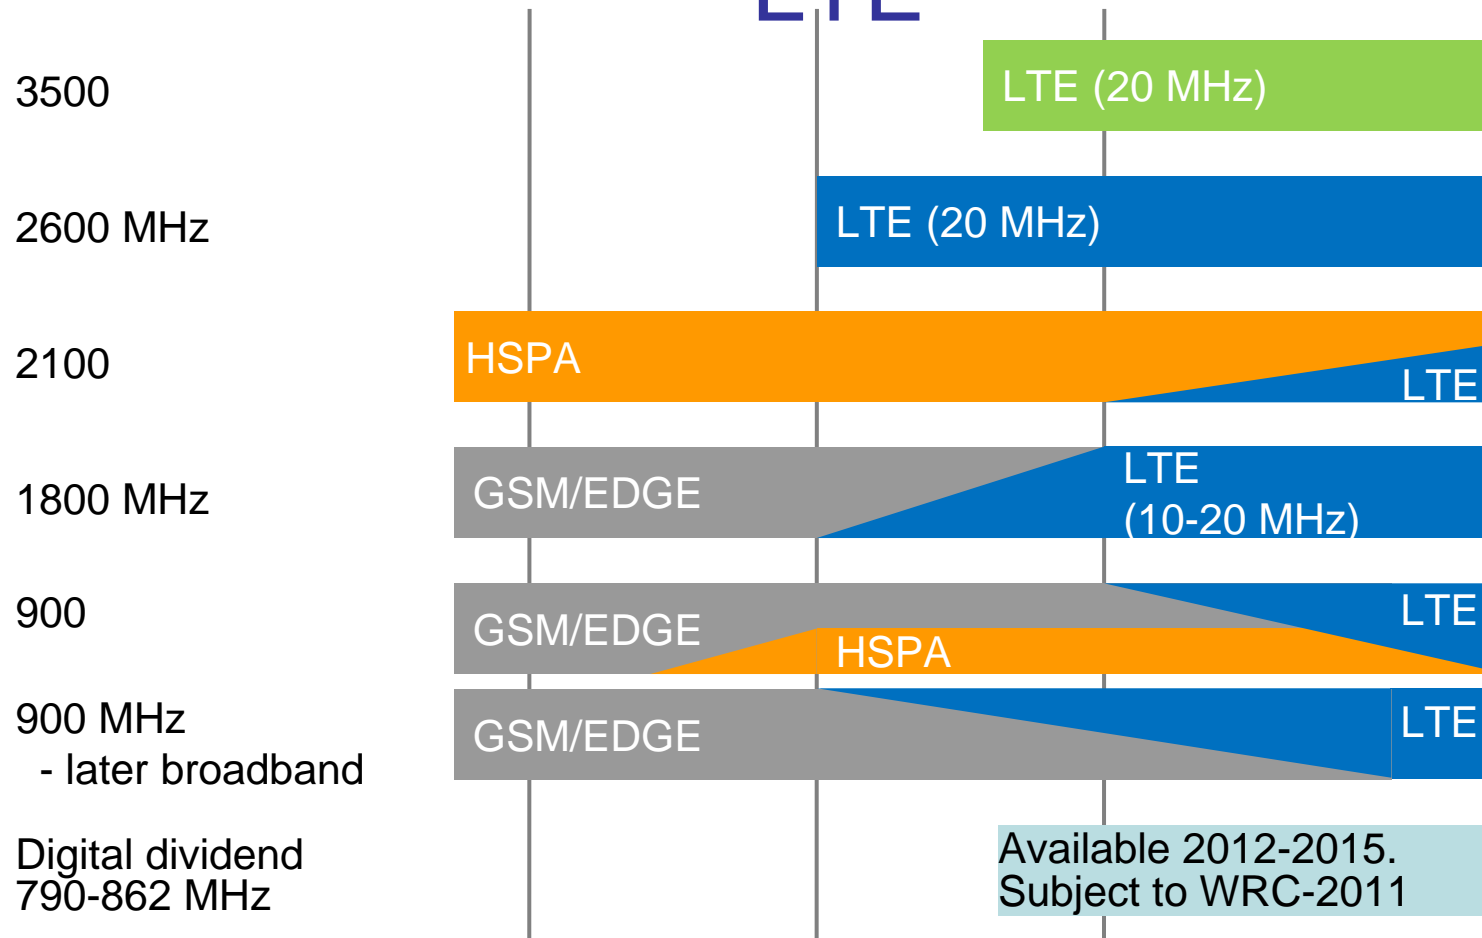 LTE
3500
LTE (20 MHz)
2600 MHz
LTE (20 MHz)
2100
HSPA
LTE
1800 MHz
GSM/EDGE
LTE
(10-20 MHz)
900
GSM/EDGE
HSPA
LTE
900 MHz
- later broadband
GSM/EDGE
LTE
Digital dividend
790-862 MHz
Available 2012-2015.
Subject to WRC-2011